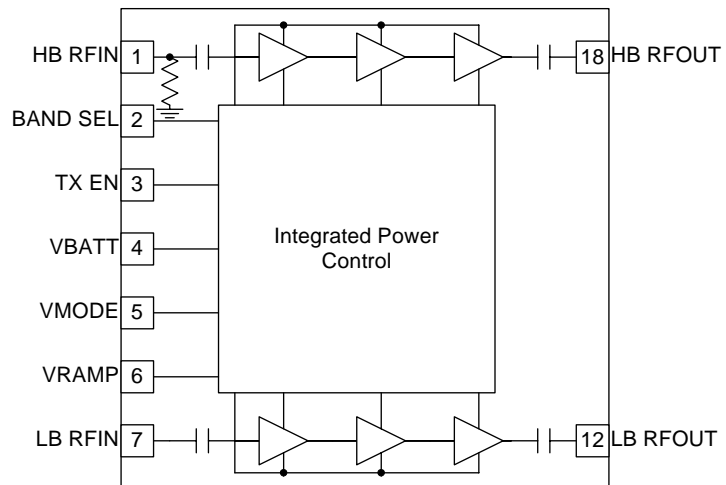 HB RFIN 1
18 HB RFOUT
BAND SEL 2
TX EN 3
VBATT 4
Integrated Power
Control
VMODE 5
VRAMP 6
LB RFIN 7
12 LB RFOUT